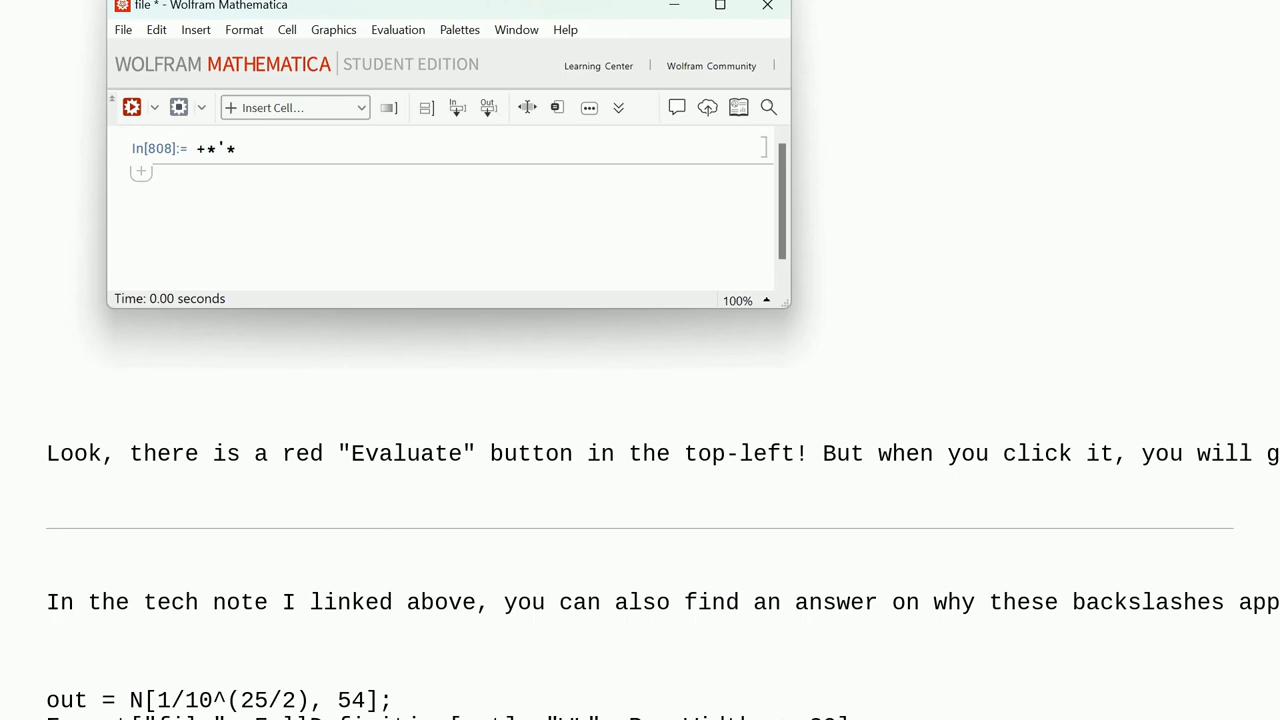 file * - Wolfram Mathematica
File Edit Insert Format Cell Graphics Evaluation Palettes Window Help
WOLFRAM MATHEMATICA STUDENT EDITION Learning Center Wolfram Community
Insert Cell... In Out
In[808]:= +*'*
Time: 0.00 seconds 100%
Look, there is a red "Evaluate" button in the top-left! But when you click it, you will g
In the tech note I linked above, you can also find an answer on why these backslashes app
out = N[1/10^(25/2), 54];